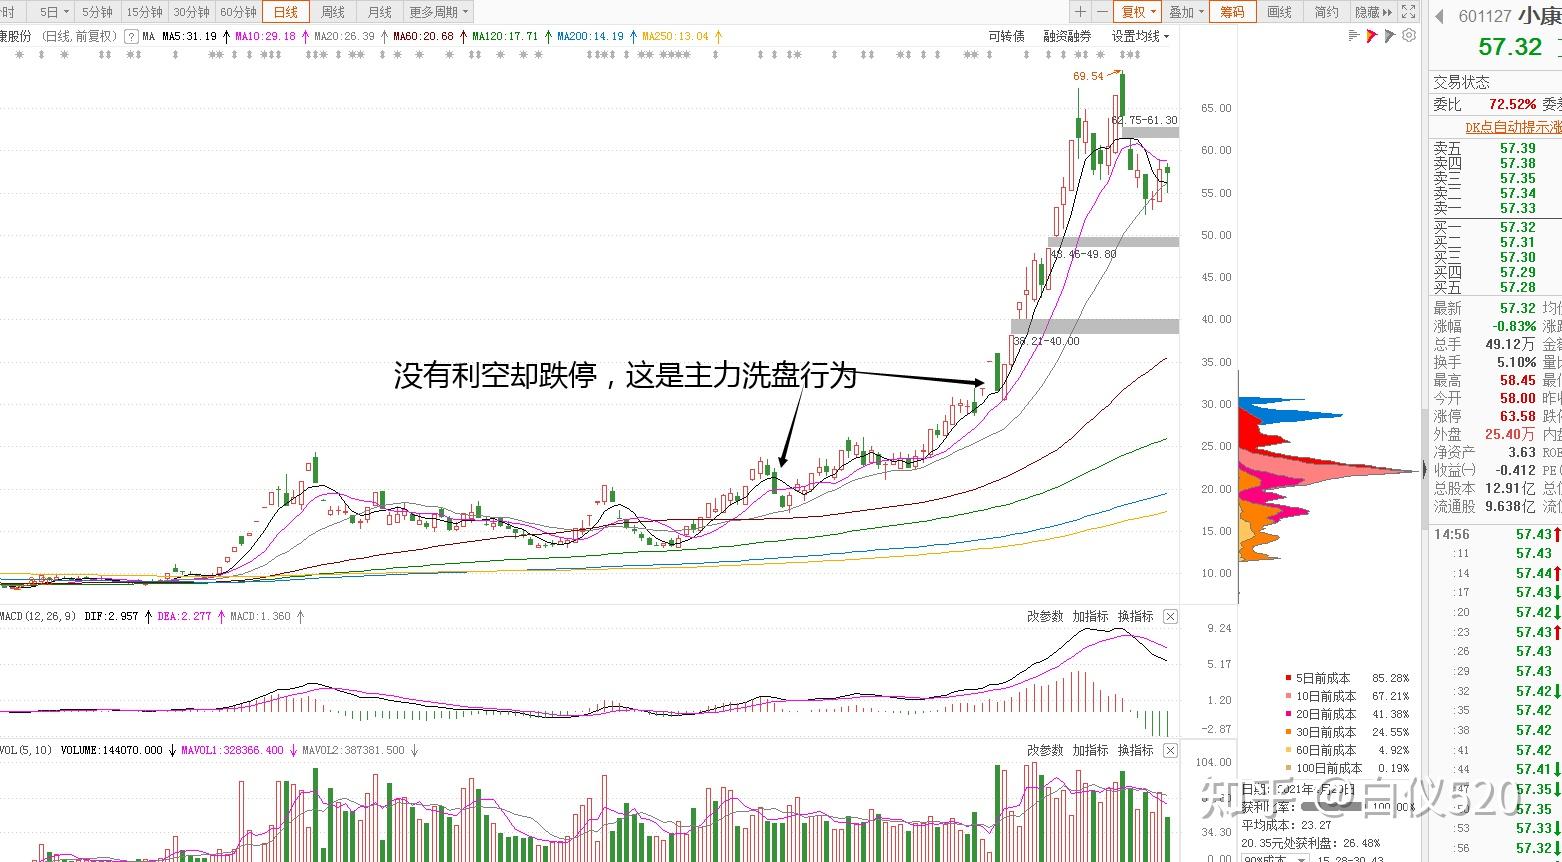 时 5日 5分钟 15分钟 30分钟 60分钟 日线 周线 月线 更多周期 复权 叠加 筹码 画线 简约 隐藏 601127 小康
康股份 (日线, 前复权) ? MA MA5:31.19 MA10:29.18 MA20:26.39 MA60:20.68 MA120:17.71 MA200:14.19 MA250:13.04 可转债 融资融券 设置均线
57.32
69.54
62.75-61.30
48.46-49.80
38.21-40.00
没有利空却跌停，这是主力洗盘行为
65.00
60.00
55.00
50.00
45.00
40.00
35.00
30.00
25.00
20.00
15.00
10.00
MACD(12,26,9) DIF:2.957 DEA:2.277 MACD:1.360 改参数 加指标 换指标
9.24
5.17
1.20
-2.87
VOL(5,10) VOLUME:144070.000 MAVOL1:328366.400 MAVOL2:387381.500 改参数 加指标 换指标
104.00
34.30
0.00
5日前成本 85.28%
10日前成本 67.21%
20日前成本 41.38%
30日前成本 24.55%
60日前成本 4.92%
100日前成本 0.19%
100.00%
平均成本: 23.27
20.35元处获利盘: 26.48%
90%成本 15.28-30.43
交易状态
委比 72.52% 委差
DK点自动提示涨
卖五 57.39
卖四 57.38
卖三 57.35
卖二 57.34
卖一 57.33
买一 57.32
买二 57.31
买三 57.30
买四 57.29
买五 57.28
最新 57.32 均价
涨幅 -0.83% 涨跌
总手 49.12万 金额
换手 5.10% 量比
最高 58.45 最低
今开 58.00 昨收
涨停 63.58 跌停
外盘 25.40万 内盘
净资产 3.63 ROE
收益(一) -0.412 PE(
总股本 12.91亿 总值
流通股 9.638亿 流值
14:56 57.43
:11 57.43
:14 57.44
:17 57.43
:20 57.42
:23 57.43
:26 57.43
:29 57.43
:32 57.42
:35 57.42
:38 57.42
:41 57.42
:44 57.41
:47 57.35
:50 57.35
:53 57.33
:56 57.32
知乎 @白仪520